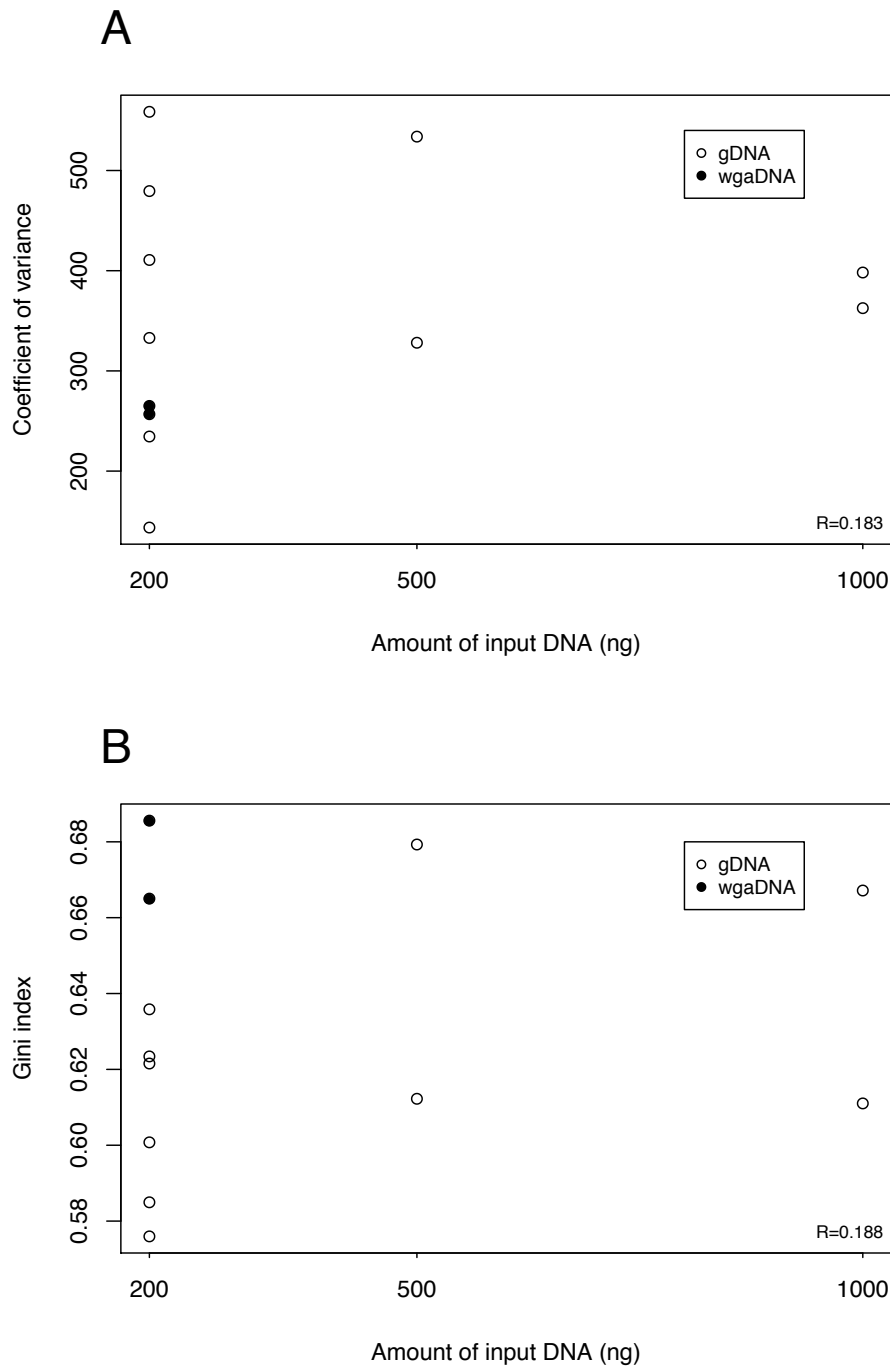 A
Coefficient of variance
500
400
300
200
gDNA
wgaDNA
R=0.183
200 500 1000
Amount of input DNA (ng)
B
Gini index
0.68
0.66
0.64
0.62
0.60
0.58
gDNA
wgaDNA
R=0.188
200 500 1000
Amount of input DNA (ng)